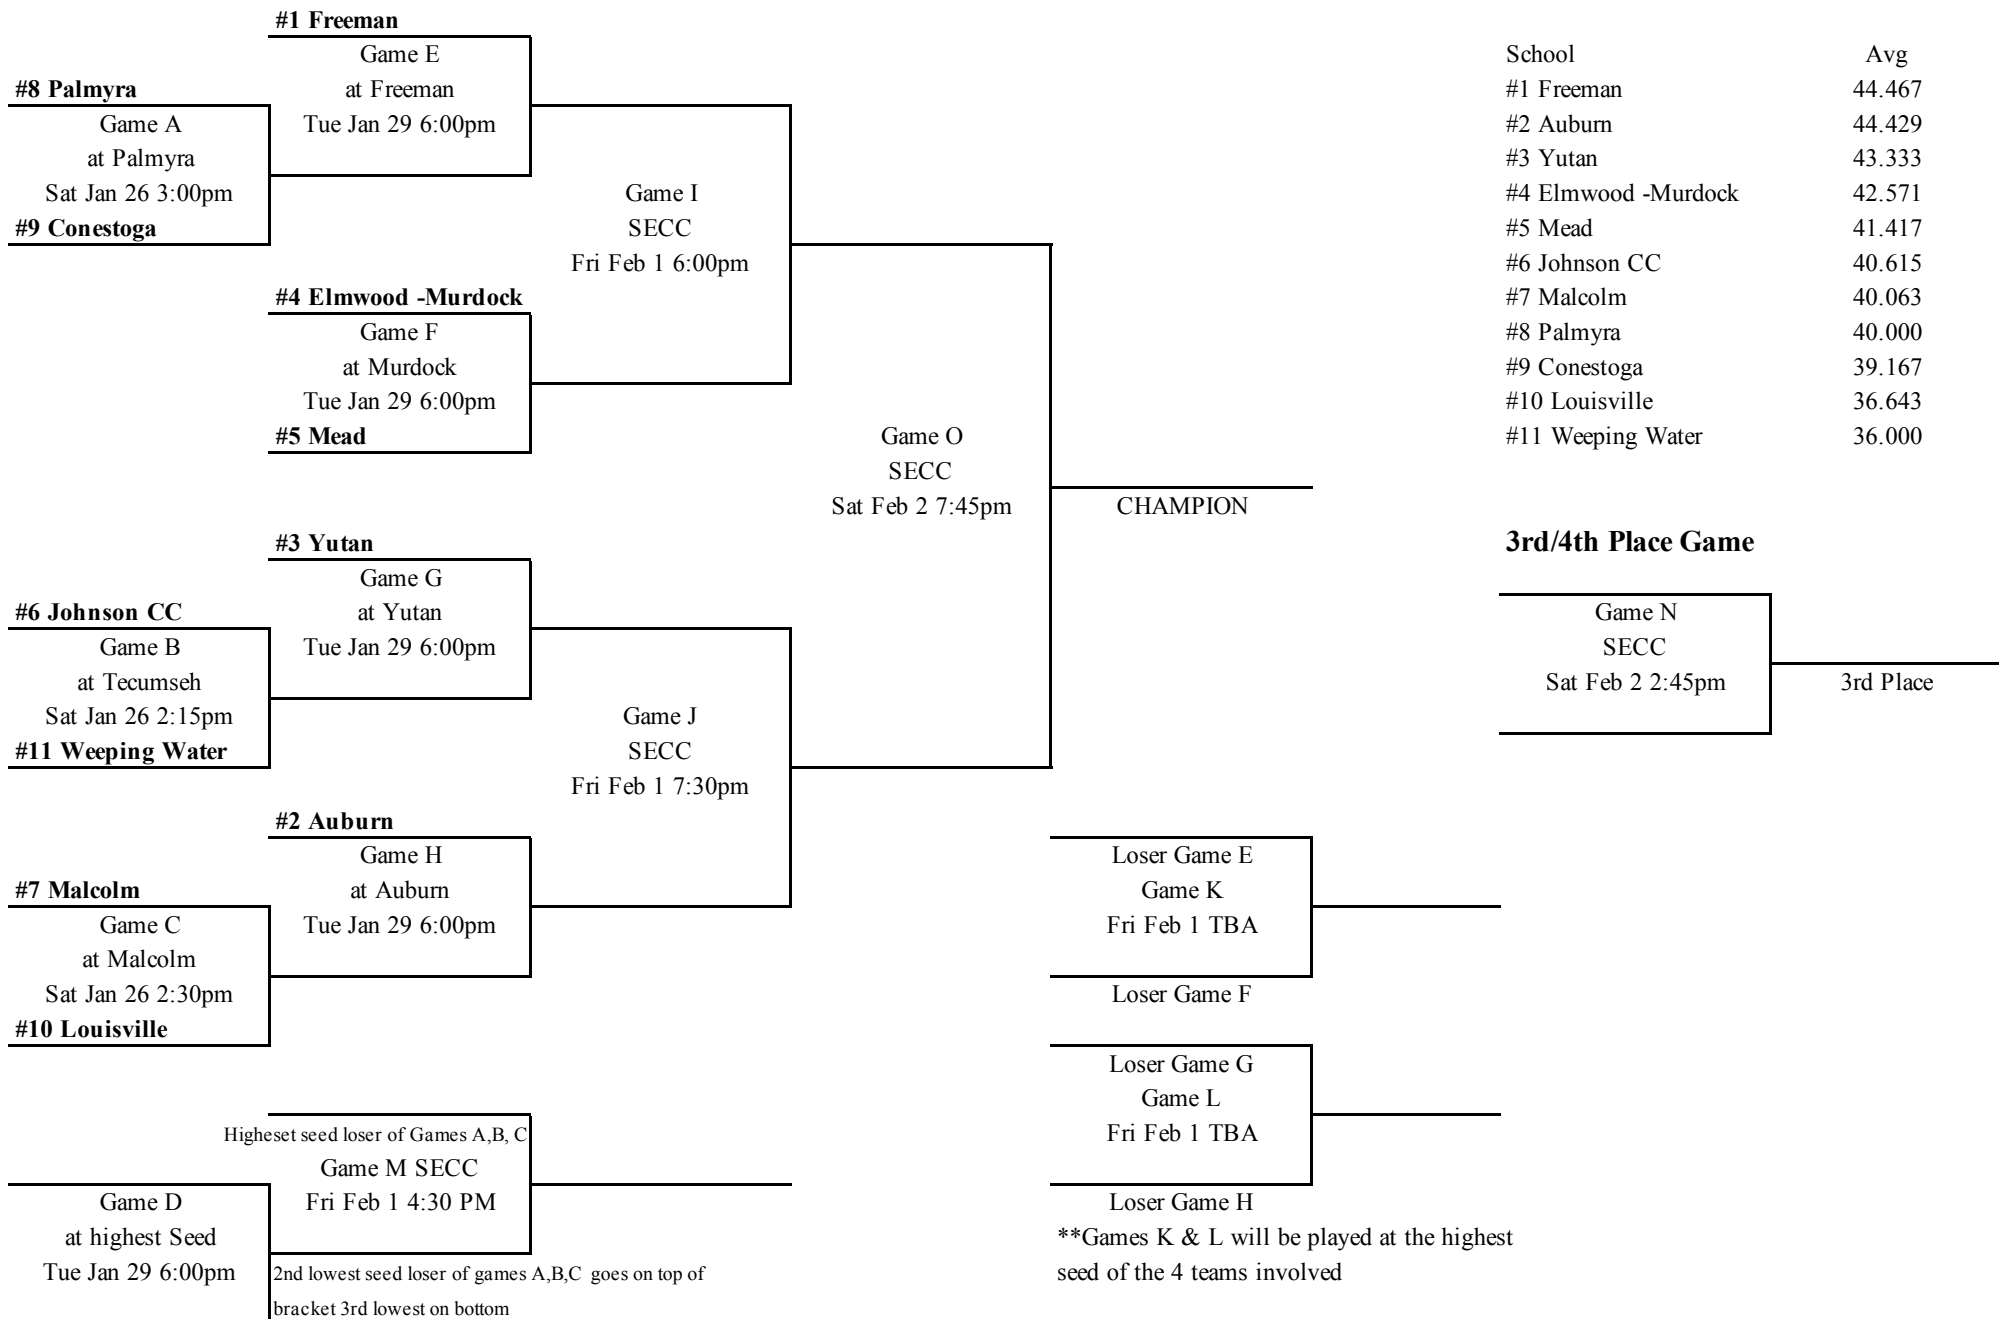 #1 Freeman
Game E
at Freeman
Tue Jan 29 6:00pm
#8 Palmyra
Game A
at Palmyra
Sat Jan 26 3:00pm
#9 Conestoga
Game I
SECC
Fri Feb 1 6:00pm
#4 Elmwood -Murdock
Game F
at Murdock
Tue Jan 29 6:00pm
#5 Mead
Game O
SECC
Sat Feb 2 7:45pm
CHAMPION
#3 Yutan
Game G
at Yutan
Tue Jan 29 6:00pm
#6 Johnson CC
Game B
at Tecumseh
Sat Jan 26 2:15pm
#11 Weeping Water
Game J
SECC
Fri Feb 1 7:30pm
#2 Auburn
Game H
at Auburn
Tue Jan 29 6:00pm
#7 Malcolm
Game C
at Malcolm
Sat Jan 26 2:30pm
#10 Louisville
Higheset seed loser of Games A,B, C
Game M SECC
Fri Feb 1 4:30 PM
Game D
at highest Seed
Tue Jan 29 6:00pm
2nd lowest seed loser of games A,B,C goes on top of
bracket 3rd lowest on bottom
School Avg
#1 Freeman 44.467
#2 Auburn 44.429
#3 Yutan 43.333
#4 Elmwood -Murdock 42.571
#5 Mead 41.417
#6 Johnson CC 40.615
#7 Malcolm 40.063
#8 Palmyra 40.000
#9 Conestoga 39.167
#10 Louisville 36.643
#11 Weeping Water 36.000
3rd/4th Place Game
Game N
SECC
Sat Feb 2 2:45pm
3rd Place
Loser Game E
Game K
Fri Feb 1 TBA
Loser Game F
Loser Game G
Game L
Fri Feb 1 TBA
Loser Game H
**Games K & L will be played at the highest
seed of the 4 teams involved